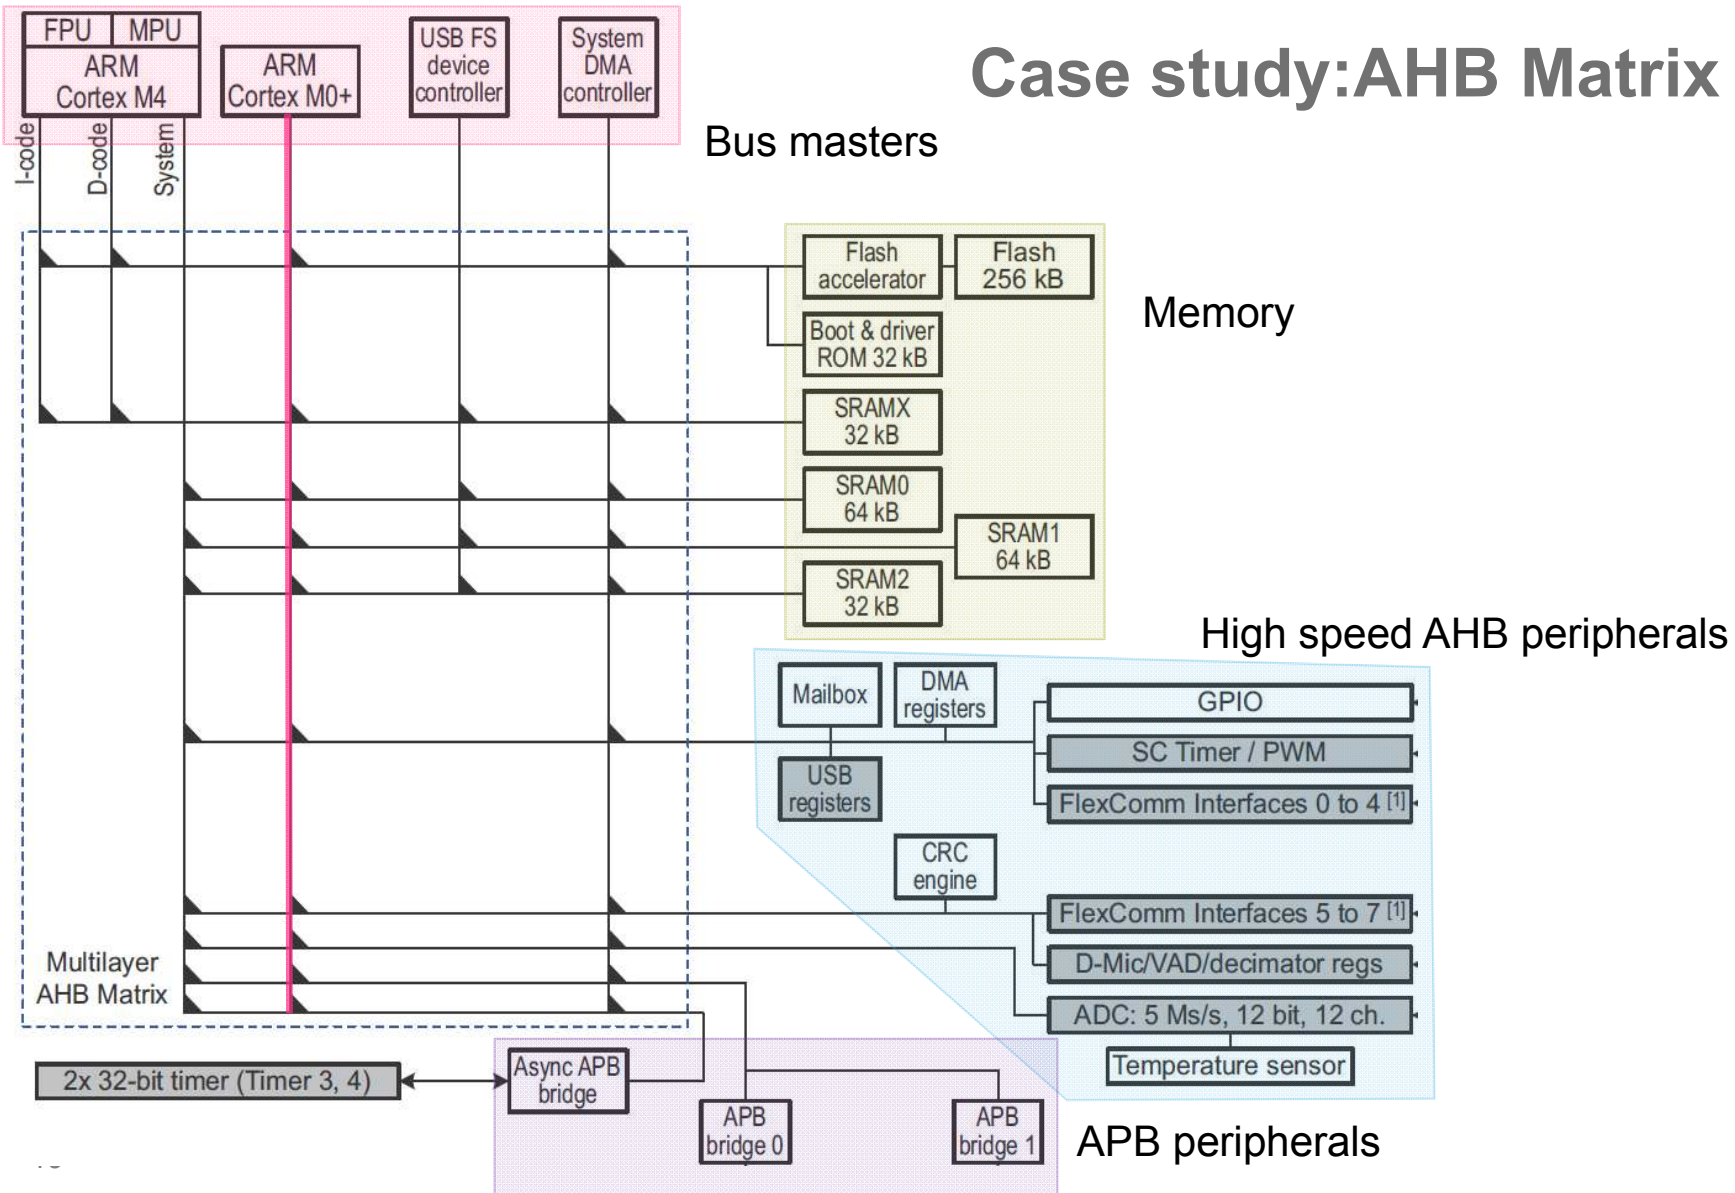 Case study:AHB Matrix
FPU
MPU
ARM
Cortex M4
ARM
Cortex M0+
USB FS
device
controller
System
DMA
controller
Bus masters
I-code
D-code
System
Flash
accelerator
Flash
256 kB
Boot & driver
ROM 32 kB
Memory
SRAMX
32 kB
SRAM0
64 kB
SRAM1
64 kB
SRAM2
32 kB
High speed AHB peripherals
Mailbox
DMA
registers
GPIO
SC Timer / PWM
USB
registers
FlexComm Interfaces 0 to 4 [1]
CRC
engine
FlexComm Interfaces 5 to 7 [1]
D-Mic/VAD/decimator regs
ADC: 5 Ms/s, 12 bit, 12 ch.
Temperature sensor
Multilayer
AHB Matrix
2x 32-bit timer (Timer 3, 4)
Async APB
bridge
APB
bridge 0
APB
bridge 1
APB peripherals